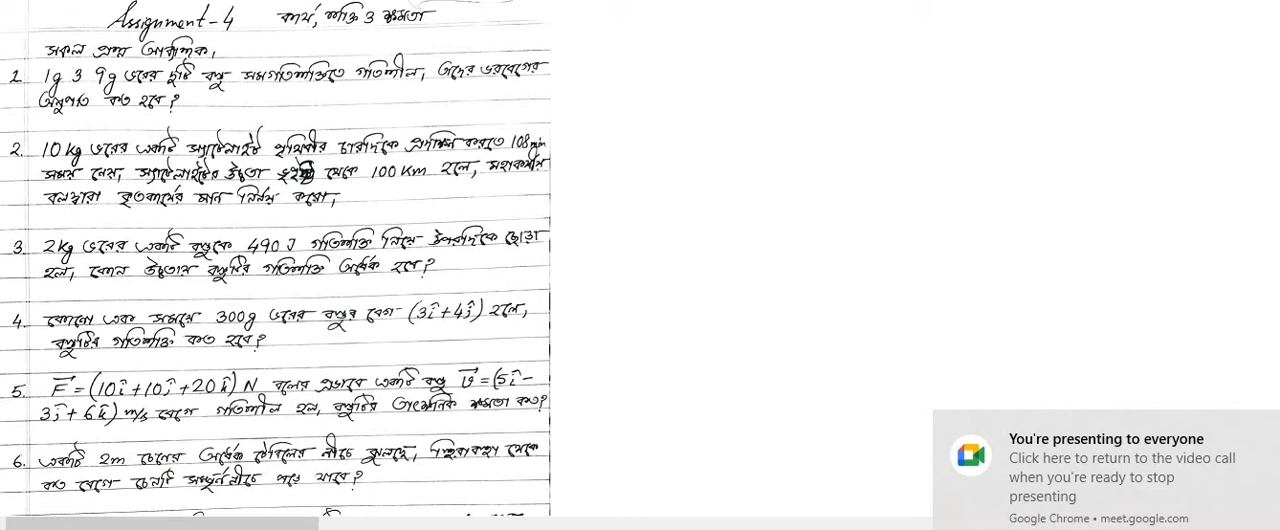 Assignment-4 কার্য, শক্তি ও ক্ষমতা
সকল প্রশ্ন আবশ্যিক,
1. 1g ও 9g ভরের দুটি বস্তু সমগতিশক্তিতে গতিশীল, তাদের ভরবেগের
অনুপাত কত হবে?
2. 10 kg ভরের একটি স্যাটেলাইট পৃথিবীর চারদিকে প্রদক্ষিণ করতে 108 min
সময় নেয়, স্যাটেলাইটের উচ্চতা থেকে 100 Km হলে, মহাকর্ষীয়
বলদ্বারা কৃতকার্যের মান নির্ণয় করো,
3. 2kg ভরের একটি বস্তুকে 490 J গতিশক্তি নিয়ে উপরদিকে ছোড়া
হল, কোন উচ্চতায় বস্তুটির গতিশক্তি অর্ধেক হবে?
4. কোনো এক সময়ে 300g ভরের বস্তুর বেগ (3î+4ĵ) হলে,
বস্তুটির গতিশক্তি কত হবে?
5. F⃗ = (10î+10ĵ+20k̂) N বলের প্রভাবে একটি বস্তু v⃗ = (5î-
3ĵ+6k̂) m/s বেগে গতিশীল হল, বস্তুটির তাৎক্ষনিক ক্ষমতা কত?
6. একটি 2m চেনের অর্ধেক টেবিলের নীচে ঝুলছে, স্থিরাবস্থা থেকে
কত বেগে চেনটি সম্পূর্ণ নীচে পড়ে যাবে?
You're presenting to everyone
Click here to return to the video call
when you're ready to stop
presenting
Google Chrome • meet.google.com